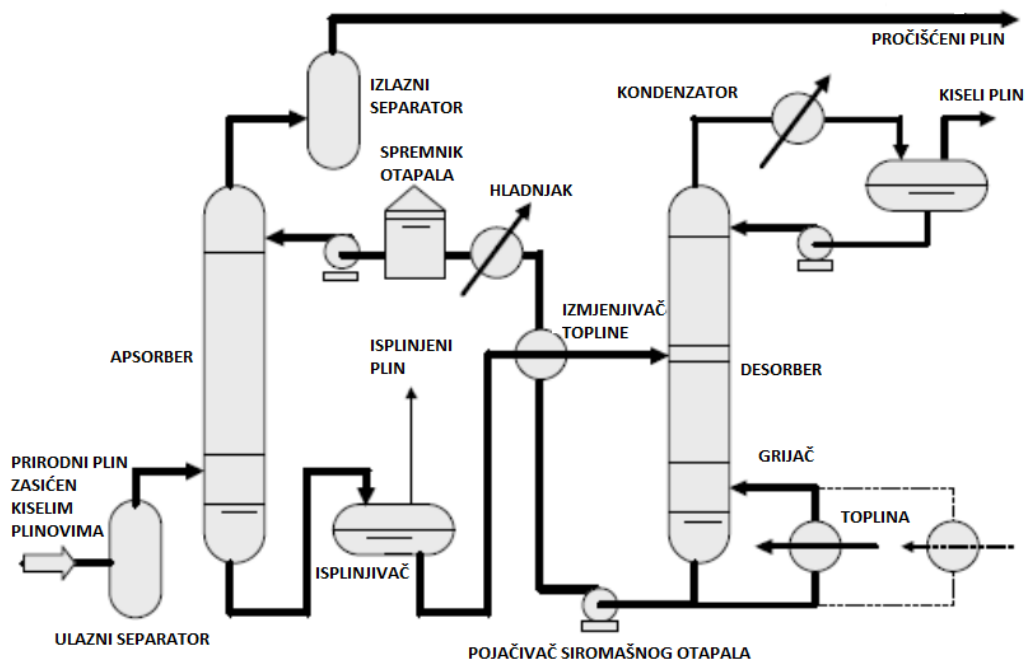 PROČIŠĆENI PLIN
IZLAZNI
SEPARATOR
KONDENZATOR
KISELI PLIN
SPREMNIK
OTAPALA
HLADNJAK
IZMJENJIVAČ
TOPLINE
ISPLINJENI
PLIN
APSORBER
DESORBER
PRIRODNI PLIN
ZASIĆEN
KISELIM
PLINOVIMA
GRIJAČ
TOPLINA
ISPLINJIVAČ
ULAZNI SEPARATOR
POJAČIVAČ SIROMAŠNOG OTAPALA